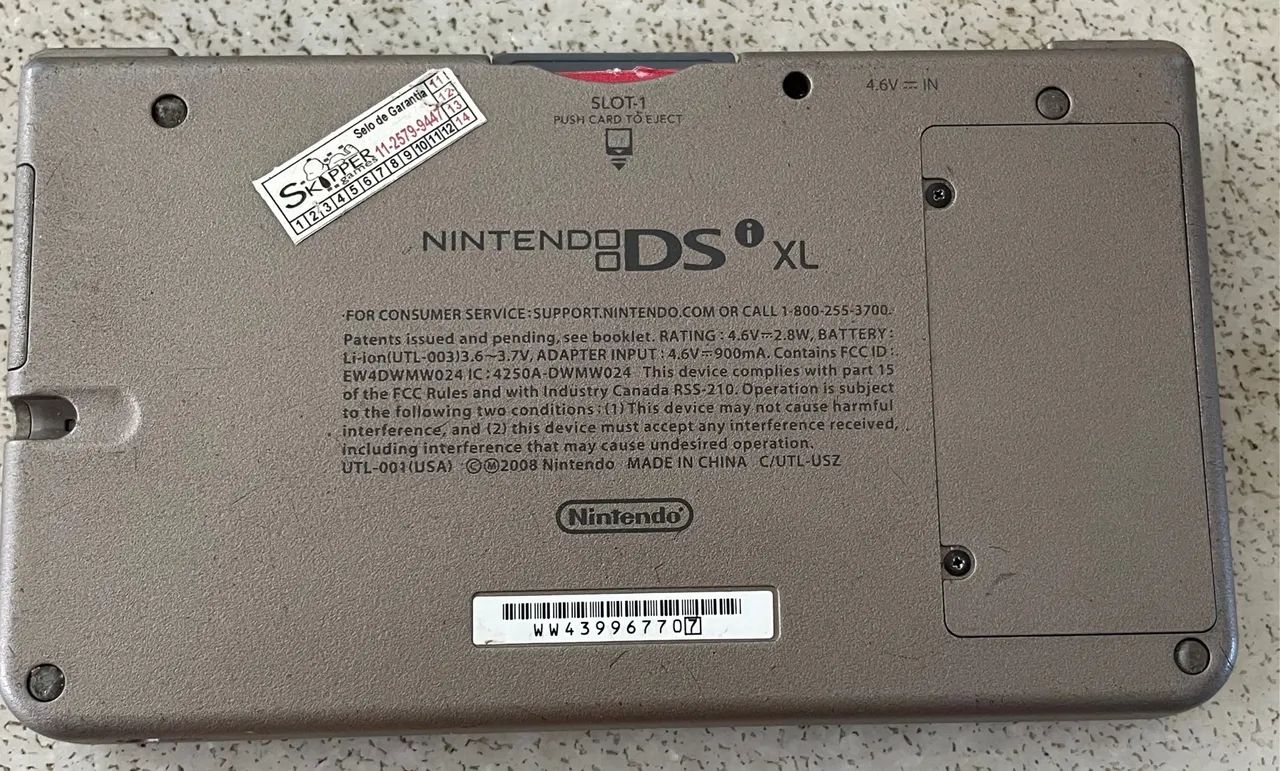 4.6V ⎓ IN
SLOT-1
PUSH CARD TO EJECT
Selo de Garantia
SKIPPER
games
11-2579-9447
11 12 13 14
1 2 3 4 5 6 7 8 9 10 11 12
NINTENDO DS i XL
FOR CONSUMER SERVICE: SUPPORT.NINTENDO.COM OR CALL 1-800-255-3700.
Patents issued and pending, see booklet. RATING : 4.6V⎓2.8W, BATTERY :
Li-ion(UTL-003)3.6~3.7V, ADAPTER INPUT : 4.6V⎓900mA. Contains FCC ID :
EW4DWMW024 IC : 4250A-DWMW024 This device complies with part 15
of the FCC Rules and with Industry Canada RSS-210. Operation is subject
to the following two conditions : (1) This device may not cause harmful
interference, and (2) this device must accept any interference received,
including interference that may cause undesired operation.
UTL-001(USA) ©Ⓜ2008 Nintendo MADE IN CHINA C/UTL-USZ
Nintendo
WW439967707